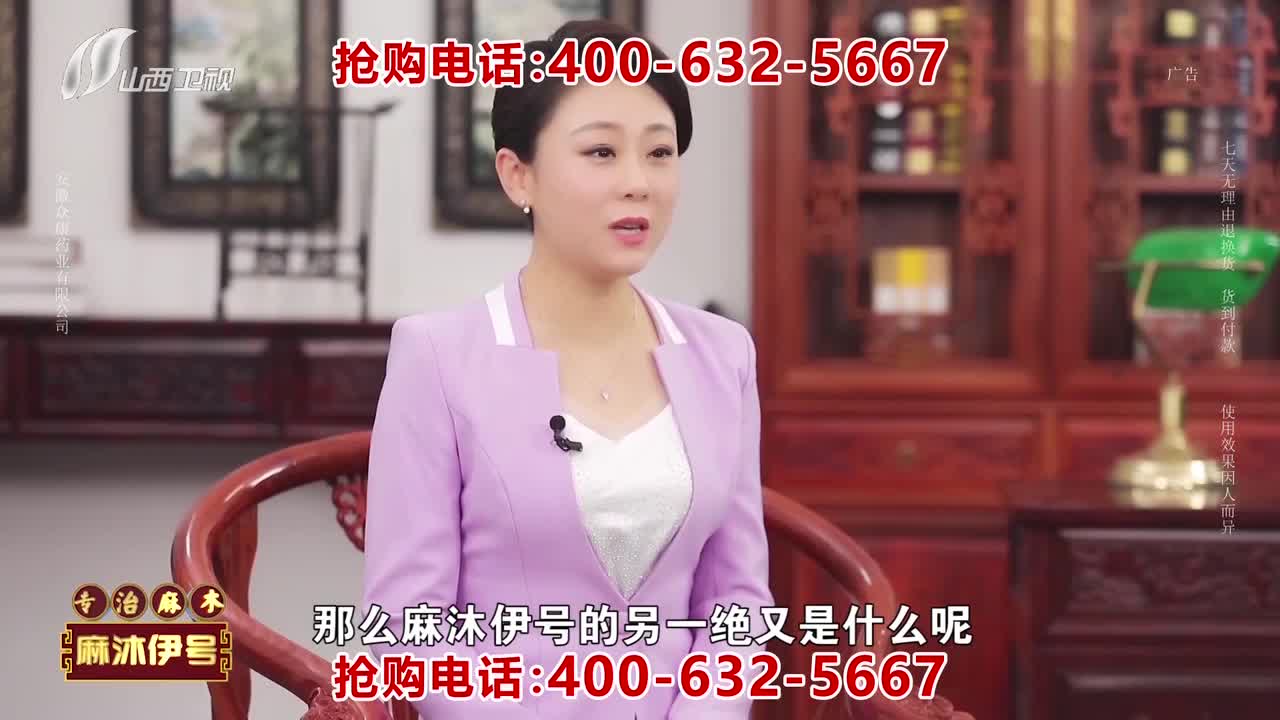 山西卫视
抢购电话:400-632-5667
广告
安徽众康药业有限公司
七天无理由退换货 货到付款 使用效果因人而异
专治麻木
麻沐伊号
那么麻沐伊号的另一绝又是什么呢
抢购电话:400-632-5667